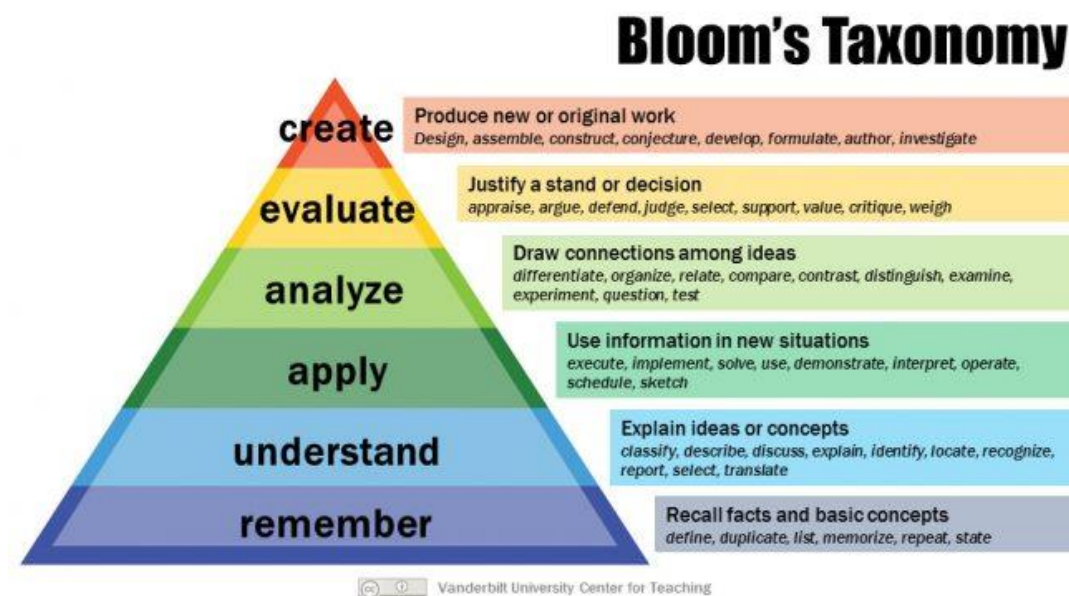 Bloom's Taxonomy
create
Produce new or original work
Design, assemble, construct, conjecture, develop, formulate, author, investigate
evaluate
Justify a stand or decision
appraise, argue, defend, judge, select, support, value, critique, weigh
analyze
Draw connections among ideas
differentiate, organize, relate, compare, contrast, distinguish, examine,
experiment, question, test
apply
Use information in new situations
execute, implement, solve, use, demonstrate, interpret, operate,
schedule, sketch
understand
Explain ideas or concepts
classify, describe, discuss, explain, identify, locate, recognize,
report, select, translate
remember
Recall facts and basic concepts
define, duplicate, list, memorize, repeat, state
cc Vanderbilt University Center for Teaching